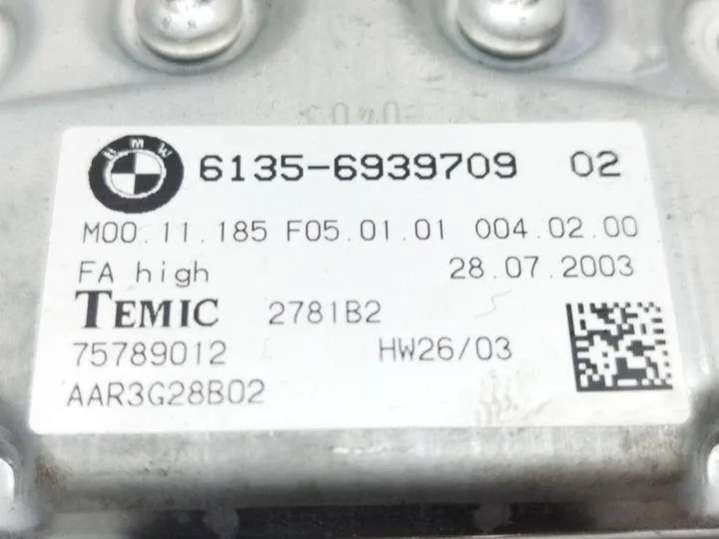 BMW 6135-6939709 02
M00.11.185 F05.01.01 004.02.00
FA high 28.07.2003
TEMIC 2781B2
75789012 HW26/03
AAR3G28B02